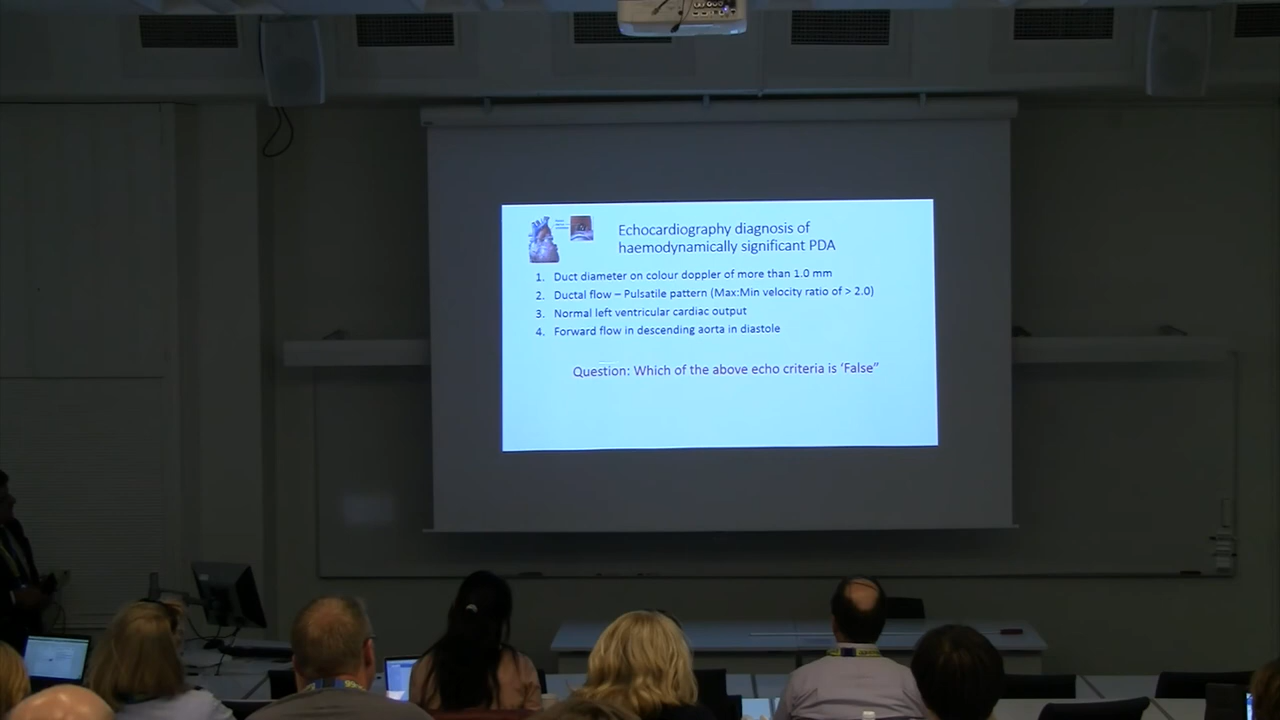 Echocardiography diagnosis of
haemodynamically significant PDA
1. Duct diameter on colour doppler of more than 1.0 mm
2. Ductal flow – Pulsatile pattern (Max:Min velocity ratio of > 2.0)
3. Normal left ventricular cardiac output
4. Forward flow in descending aorta in diastole
Question: Which of the above echo criteria is ‘False”